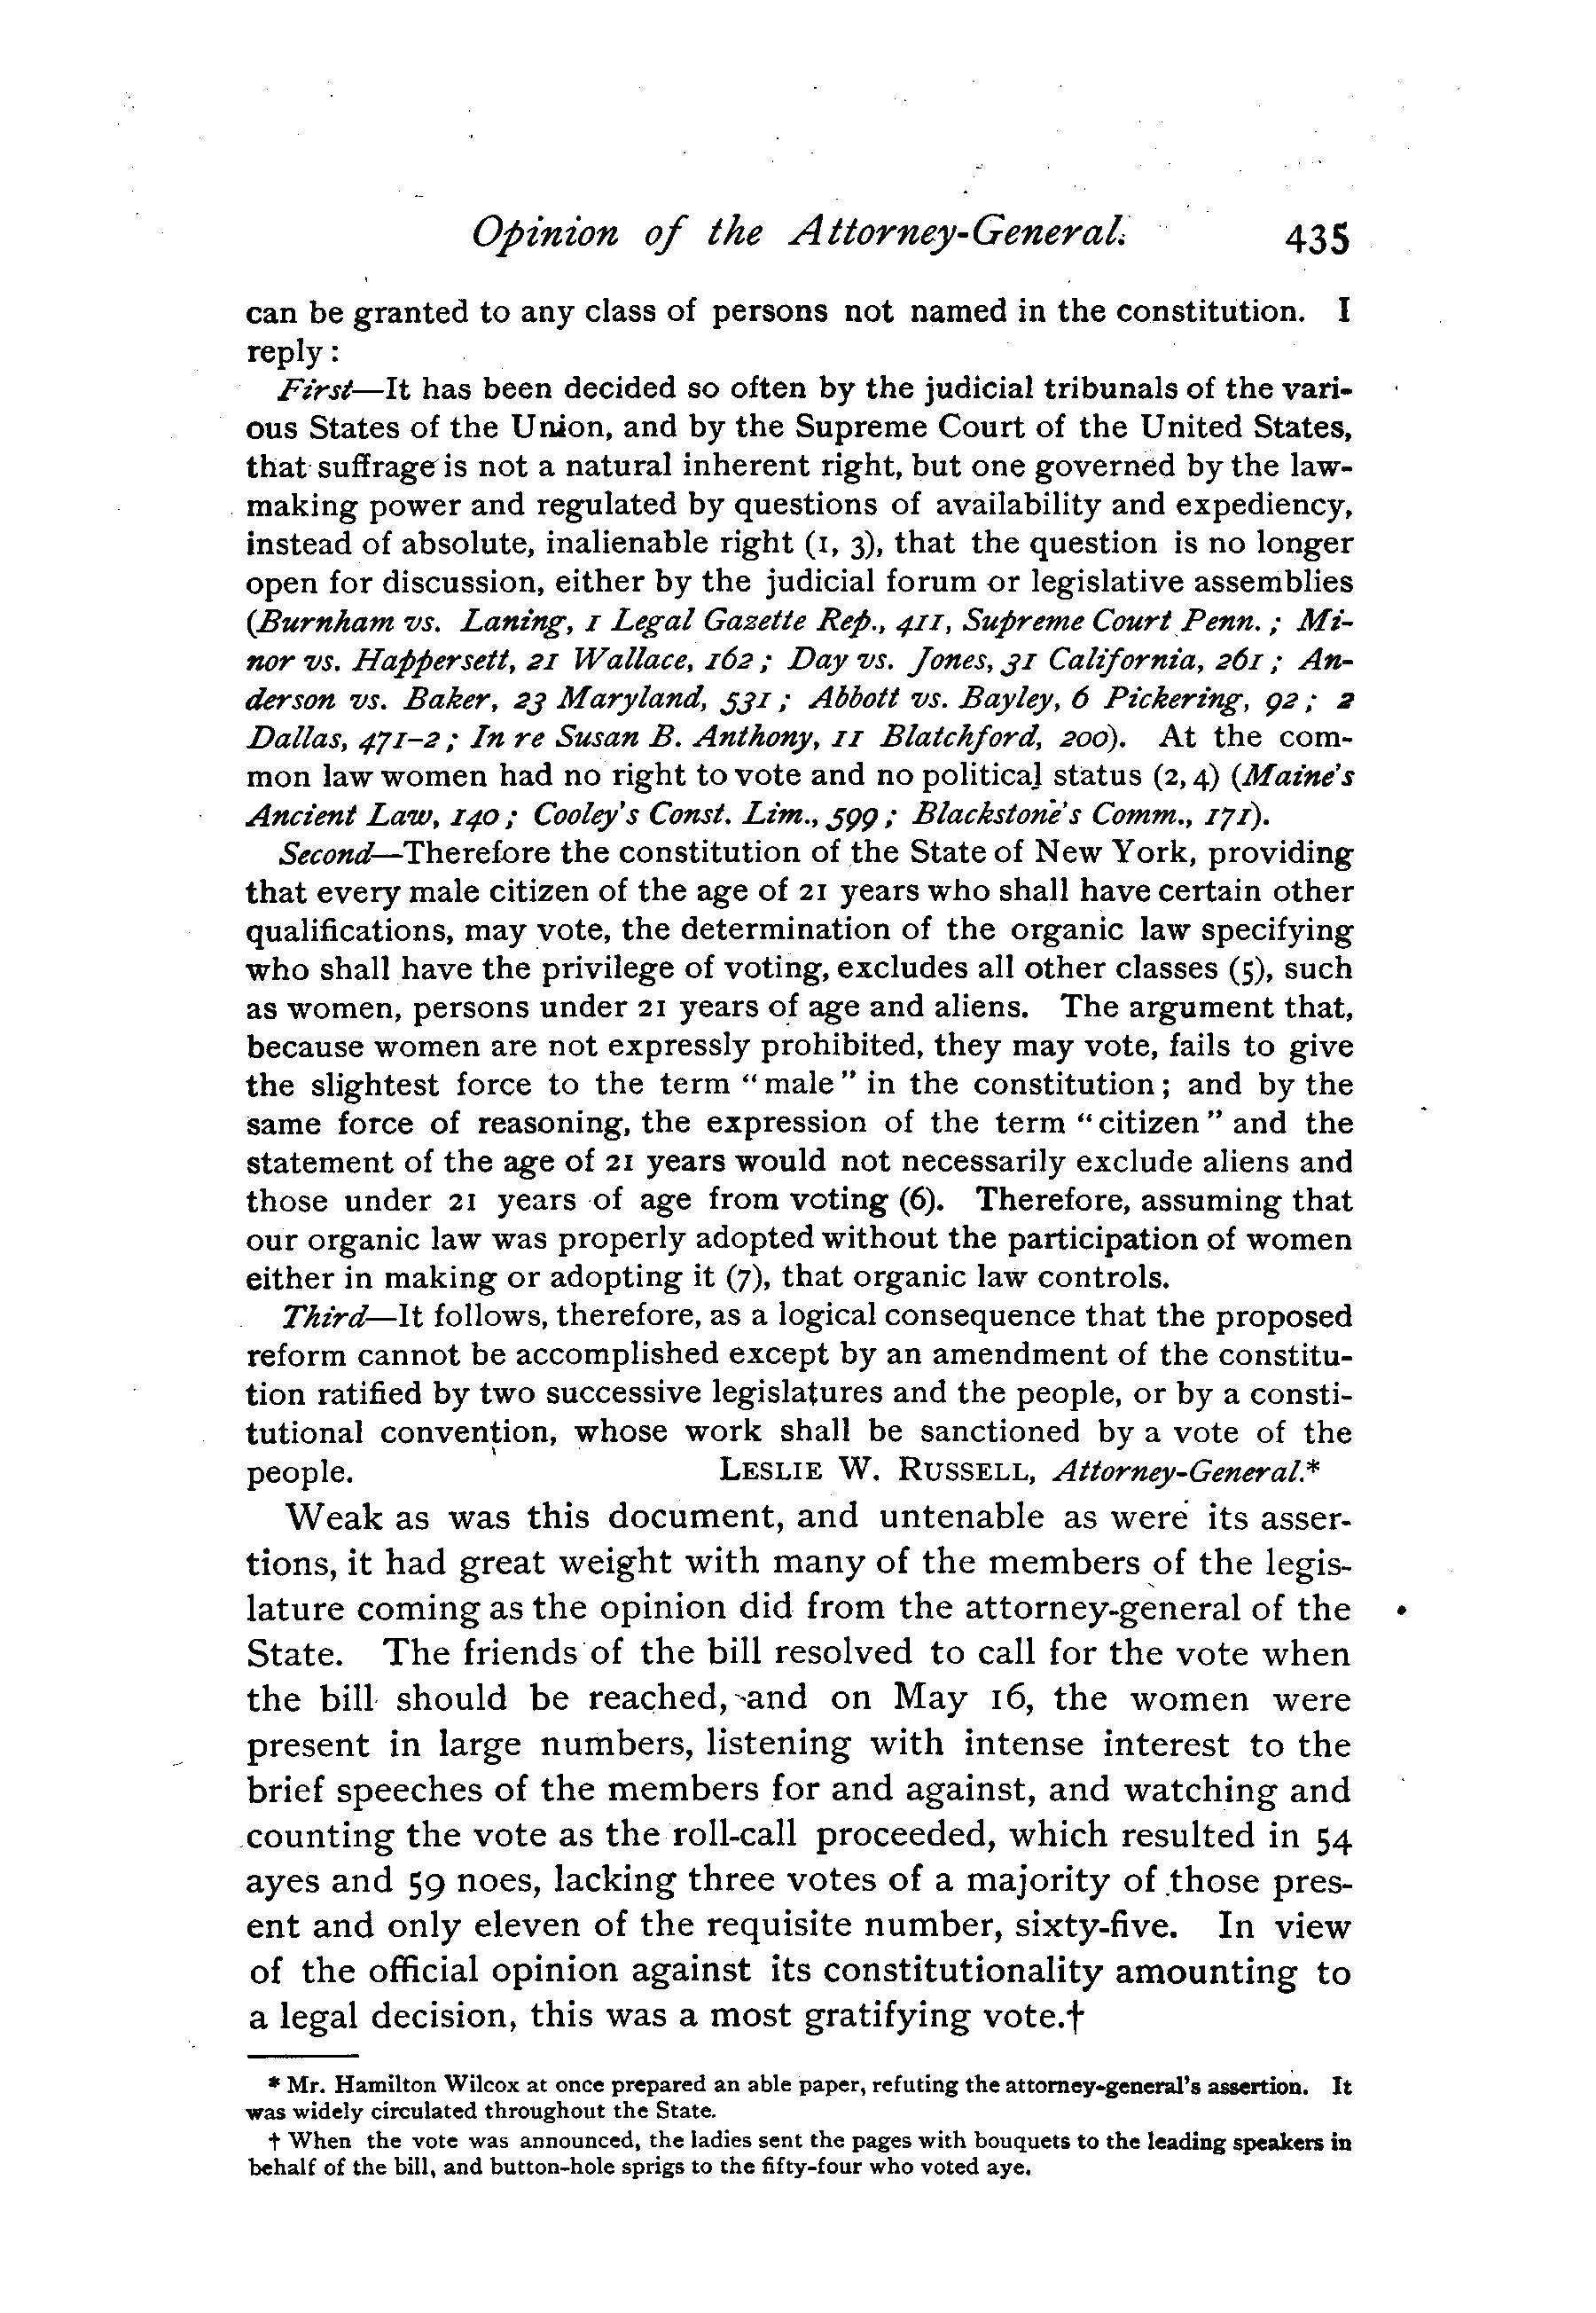 Opinion of the Attorney-General. 435
can be granted to any class of persons not named in the constitution. I
reply:
First—It has been decided so often by the judicial tribunals of the vari-
ous States of the Union, and by the Supreme Court of the United States,
that suffrage is not a natural inherent right, but one governed by the law-
making power and regulated by questions of availability and expediency,
instead of absolute, inalienable right (1, 3), that the question is no longer
open for discussion, either by the judicial forum or legislative assemblies
(Burnham vs. Laning, 1 Legal Gazette Rep., 411, Supreme Court Penn.; Mi-
nor vs. Happersett, 21 Wallace, 162; Day vs. Jones, 31 California, 261; An-
derson vs. Baker, 23 Maryland, 531; Abbott vs. Bayley, 6 Pickering, 92; 2
Dallas, 471-2; In re Susan B. Anthony, 11 Blatchford, 200). At the com-
mon law women had no right to vote and no political status (2, 4) (Maine's
Ancient Law, 140; Cooley's Const. Lim., 599; Blackstone's Comm., 171).
Second—Therefore the constitution of the State of New York, providing
that every male citizen of the age of 21 years who shall have certain other
qualifications, may vote, the determination of the organic law specifying
who shall have the privilege of voting, excludes all other classes (5), such
as women, persons under 21 years of age and aliens. The argument that,
because women are not expressly prohibited, they may vote, fails to give
the slightest force to the term "male" in the constitution; and by the
same force of reasoning, the expression of the term "citizen" and the
statement of the age of 21 years would not necessarily exclude aliens and
those under 21 years of age from voting (6). Therefore, assuming that
our organic law was properly adopted without the participation of women
either in making or adopting it (7), that organic law controls.
Third—It follows, therefore, as a logical consequence that the proposed
reform cannot be accomplished except by an amendment of the constitu-
tion ratified by two successive legislatures and the people, or by a consti-
tutional convention, whose work shall be sanctioned by a vote of the
people. LESLIE W. RUSSELL, Attorney-General.*
Weak as was this document, and untenable as were its asser-
tions, it had great weight with many of the members of the legis-
lature coming as the opinion did from the attorney-general of the
State. The friends of the bill resolved to call for the vote when
the bill should be reached, and on May 16, the women were
present in large numbers, listening with intense interest to the
brief speeches of the members for and against, and watching and
counting the vote as the roll-call proceeded, which resulted in 54
ayes and 59 noes, lacking three votes of a majority of those pres-
ent and only eleven of the requisite number, sixty-five. In view
of the official opinion against its constitutionality amounting to
a legal decision, this was a most gratifying vote.†
* Mr. Hamilton Wilcox at once prepared an able paper, refuting the attorney-general's assertion. It
was widely circulated throughout the State.
† When the vote was announced, the ladies sent the pages with bouquets to the leading speakers in
behalf of the bill, and button-hole sprigs to the fifty-four who voted aye.